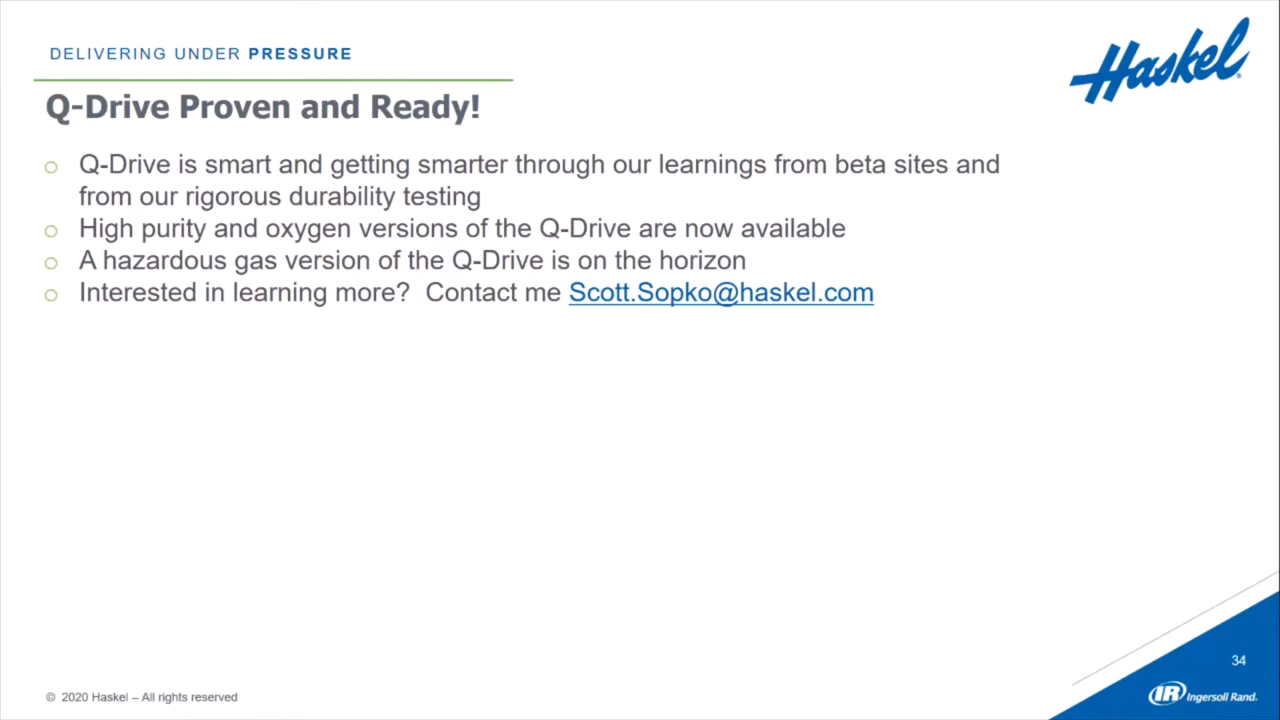 DELIVERING UNDER PRESSURE
Haskel®
Q-Drive Proven and Ready!
Q-Drive is smart and getting smarter through our learnings from beta sites and
from our rigorous durability testing
High purity and oxygen versions of the Q-Drive are now available
A hazardous gas version of the Q-Drive is on the horizon
Interested in learning more?  Contact me Scott.Sopko@haskel.com
34
© 2020 Haskel – All rights reserved
IR Ingersoll Rand.